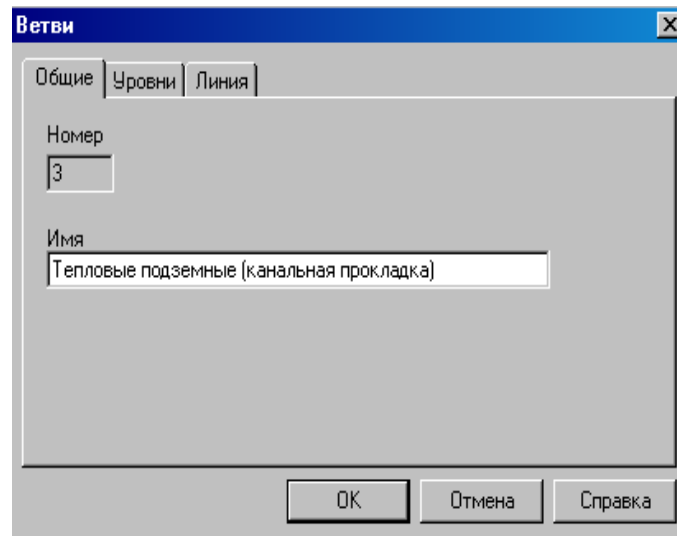 Ветви
Общие Уровни Линия
Номер
3
Имя
Тепловые подземные (канальная прокладка)
OK Отмена Справка